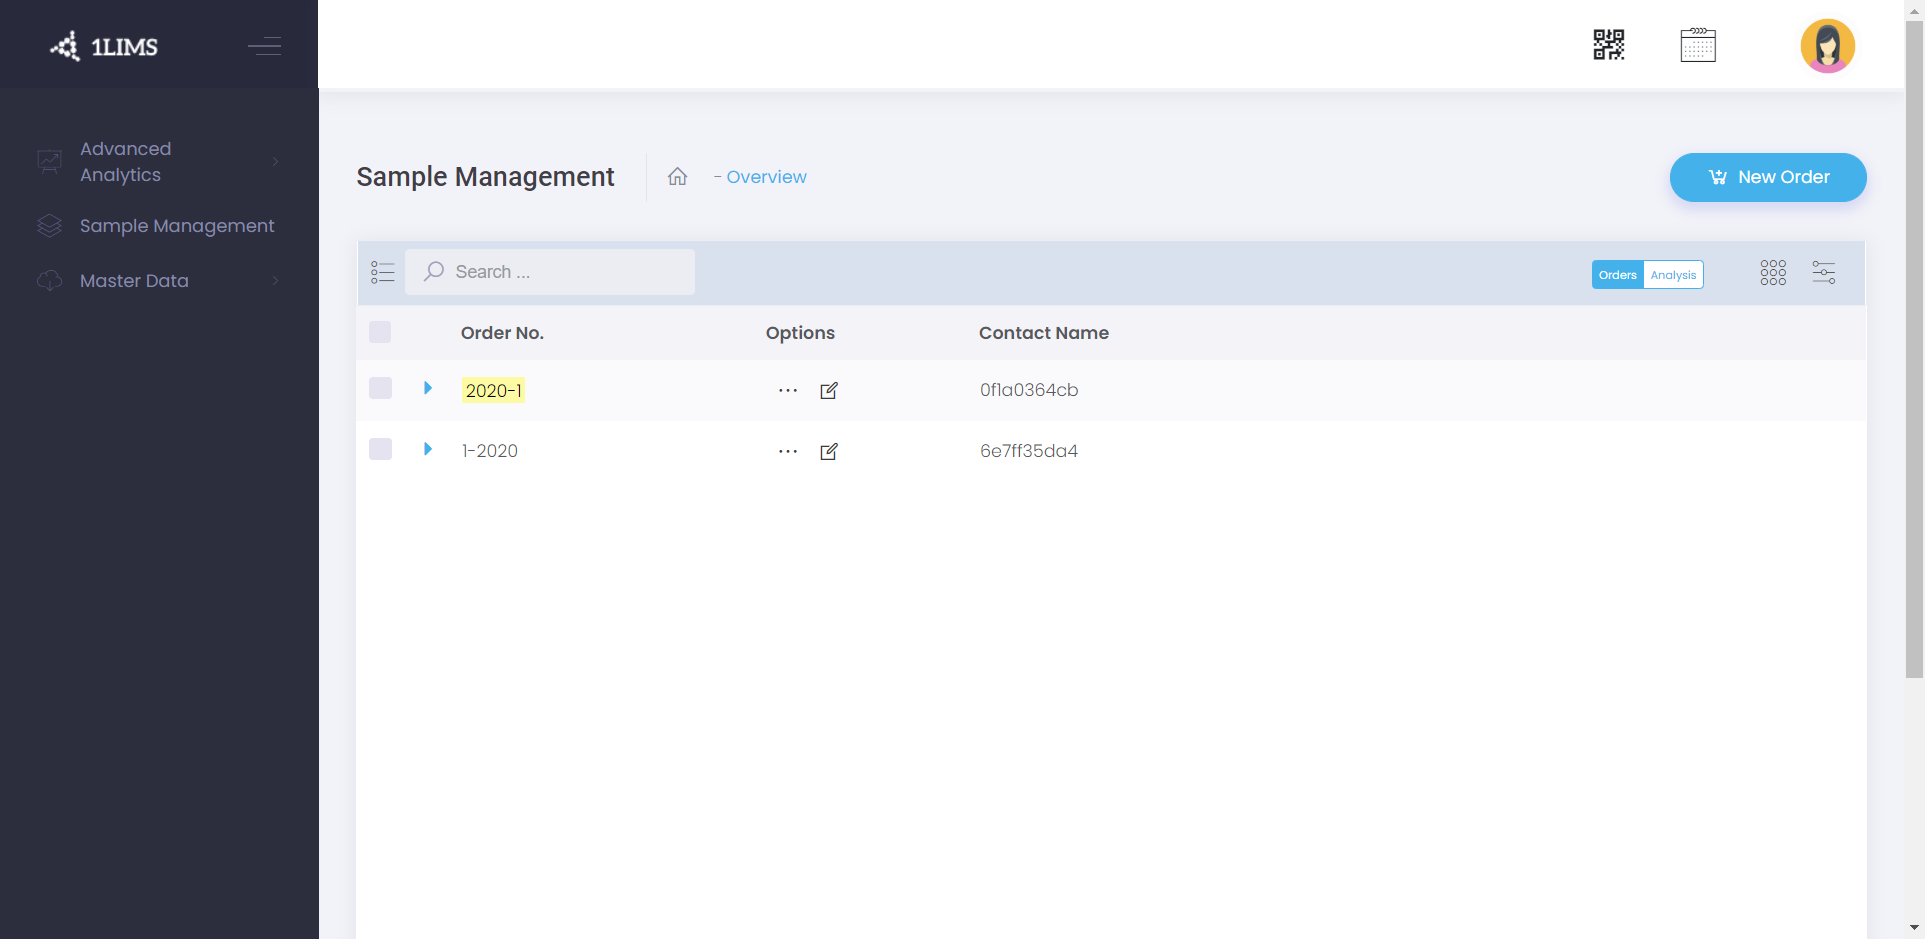 1LIMS
Advanced
Analytics
Sample Management
Master Data
Sample Management
- Overview
New Order
Search ...
Orders Analysis
Order No. Options Contact Name
2020-1 ··· 0f1a0364cb
1-2020 ··· 6e7ff35da4